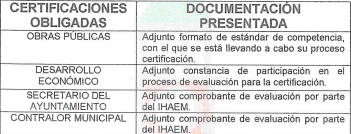 CERTIFICACIONES OBLIGADAS
DOCUMENTACIÓN PRESENTADA
OBRAS PÚBLICAS
Adjunto formato de estándar de competencia,
con el que se está llevando a cabo su proceso
certificación.
DESARROLLO
ECONÓMICO
Adjunto constancia de participación en el
proceso de evaluación para la certificación.
SECRETARIO DEL
AYUNTAMIENTO
Adjunto comprobante de evaluación por parte
del IHAEM.
CONTRALOR MUNICIPAL
Adjunto comprobante de evaluación por parte
del IHAEM.